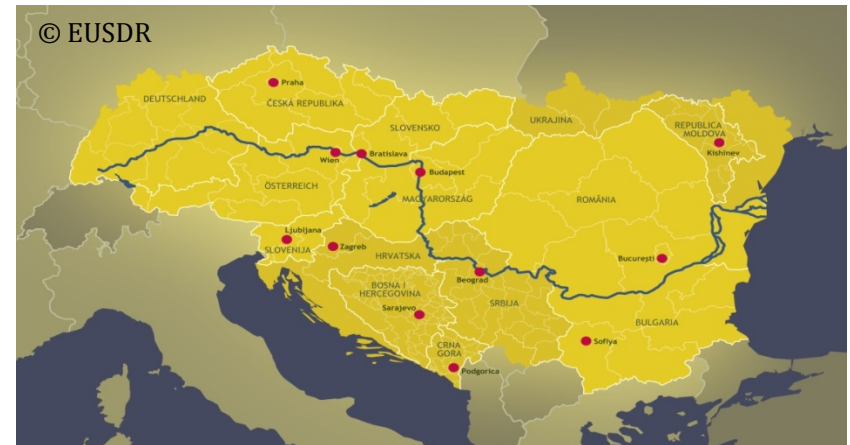 © EUSDR
Praha
DEUTSCHLAND
ČESKÁ REPUBLIKA
SLOVENSKO
UKRAJINA
REPUBLICA
MOLDOVA
Kishinev
Wien
Bratislava
Budapest
ÖSTERREICH
MAGYARORSZÁG
ROMÂNIA
Ljubljana
SLOVENIJA
Zagreb
HRVATSKA
Bucureşti
Beograd
BOSNA I
HERCEGOVINA
Sarajevo
SRBIJA
BULGARIA
Sofiya
CRNA
GORA
Podgorica